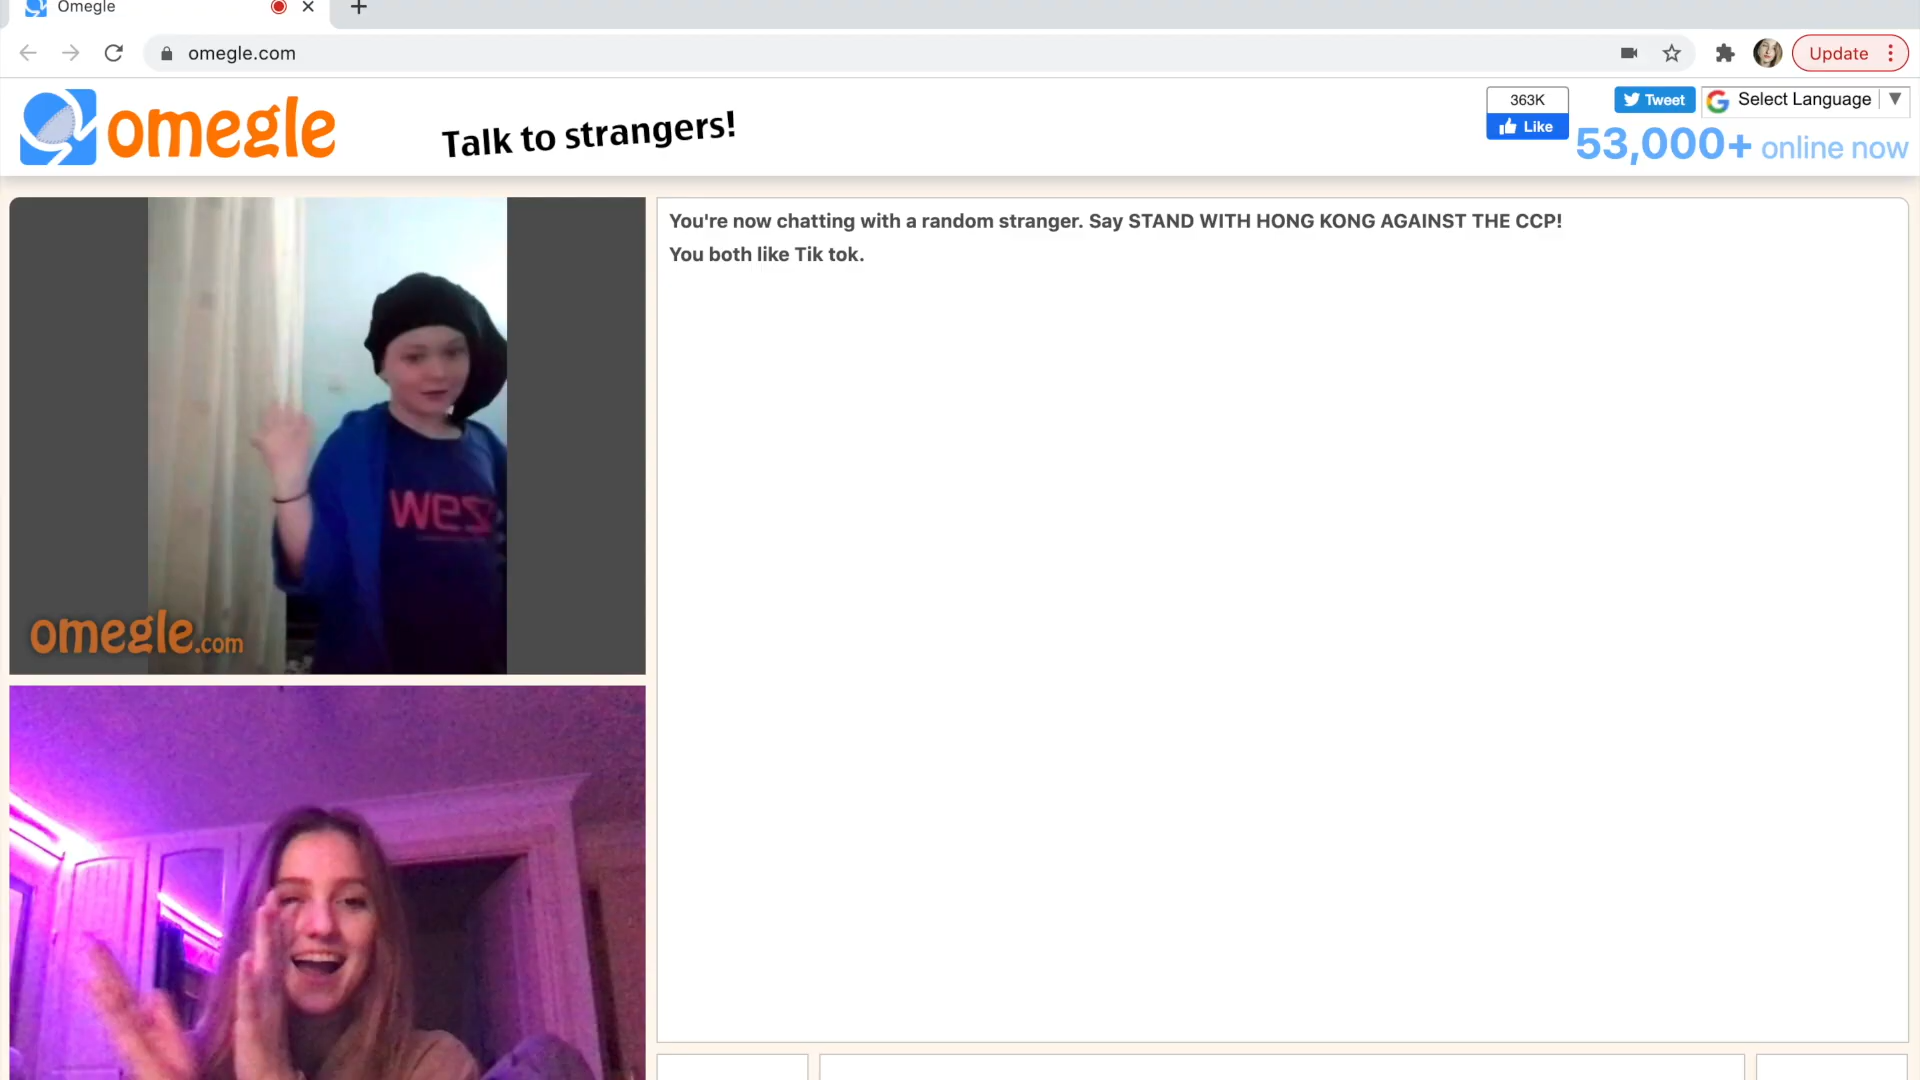 Omegle
omegle.com
Update
omegle
Talk to strangers!
363K
Like
Tweet
Select Language
53,000+ online now
You're now chatting with a random stranger. Say STAND WITH HONG KONG AGAINST THE CCP!
You both like Tik tok.
wes
omegle.com